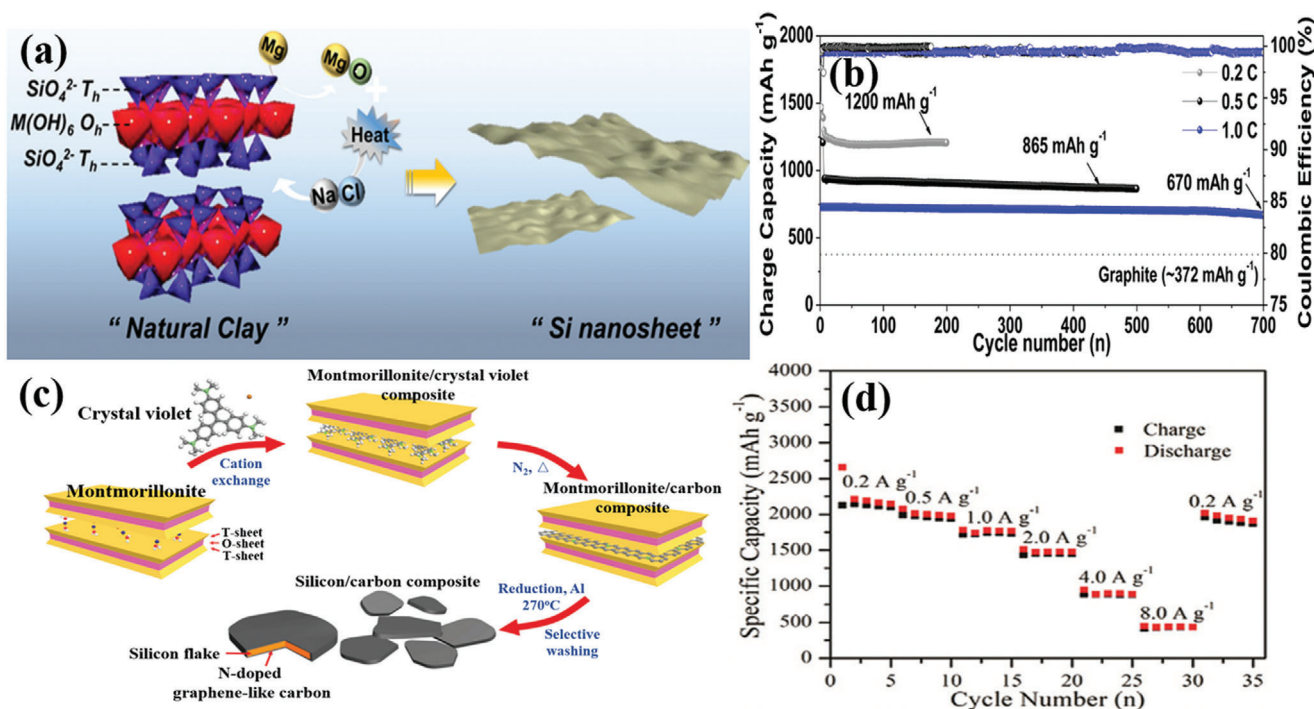 (a)
Mg
Mg
O
+
SiO₄²⁻ Tₕ
M(OH)₆ Oₕ
SiO₄²⁻ Tₕ
Heat
Na
Cl
“ Natural Clay ”
“ Si nanosheet ”
(b)
Charge Capacity (mAh g⁻¹)
2000
1750
1500
1250
1000
750
500
250
0
0.2 C
0.5 C
1.0 C
1200 mAh g⁻¹
865 mAh g⁻¹
670 mAh g⁻¹
Graphite (~372 mAh g⁻¹)
0 100 200 300 400 500 600 700
Cycle number (n)
100
95
90
85
80
75
Coulombic Efficiency (%)
(c)
Crystal violet
Cation
exchange
Montmorillonite/crystal violet
composite
N₂, △
Montmorillonite
T-sheet
O-sheet
T-sheet
Montmorillonite/carbon
composite
Reduction, Al
270°C
Selective
washing
Silicon/carbon composite
Silicon flake
N-doped
graphene-like carbon
(d)
Specific Capacity (mAh g⁻¹)
4000
3500
3000
2500
2000
1500
1000
500
0
Charge
Discharge
0.2 A g⁻¹
0.5 A g⁻¹
1.0 A g⁻¹
2.0 A g⁻¹
4.0 A g⁻¹
8.0 A g⁻¹
0.2 A g⁻¹
0 5 10 15 20 25 30 35
Cycle Number (n)